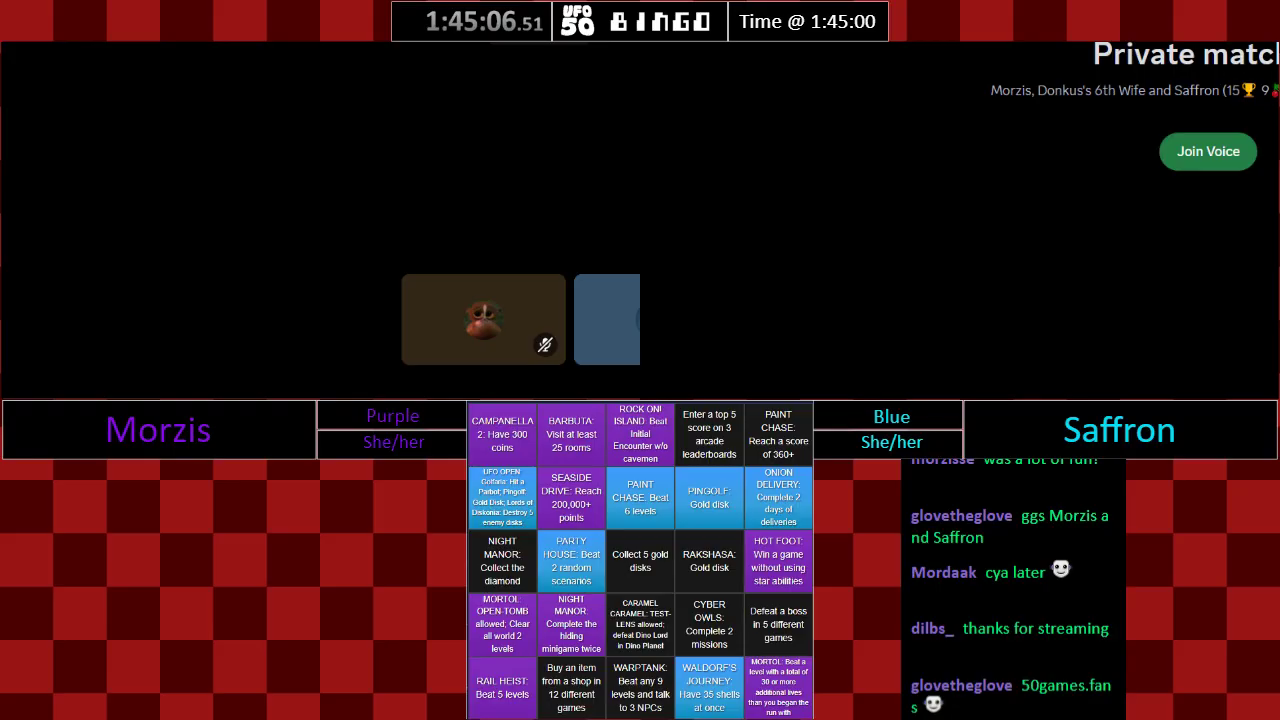 1:45:06.51
UFO 50
BINGO
Time @ 1:45:00
Private matc
Morzis, Donkus's 6th Wife and Saffron (15🏆 9🍒
Join Voice
Morzis
Purple
She/her
Blue
She/her
Saffron
CAMPANELLA
2: Have 300
coins
BARBUTA:
Visit at least
25 rooms
ROCK ON!
ISLAND: Beat
Initial
Encounter w/o
cavemen
Enter a top 5
score on 3
arcade
leaderboards
PAINT
CHASE:
Reach a score
of 360+
UFO OPEN
Golfaria: Hit a
Parbot; Pingolf:
Gold Disk; Lords of
Diskonia: Destroy 5
enemy disks
SEASIDE
DRIVE: Reach
200,000+
points
PAINT
CHASE: Beat
6 levels
PINGOLF:
Gold disk
ONION
DELIVERY:
Complete 2
days of
deliveries
NIGHT
MANOR:
Collect the
diamond
PARTY
HOUSE: Beat
2 random
scenarios
Collect 5 gold
disks
RAKSHASA:
Gold disk
HOT FOOT:
Win a game
without using
star abilities
MORTOL:
OPEN-TOMB
allowed; Clear
all world 2
levels
NIGHT
MANOR:
Complete the
hiding
minigame twice
CARAMEL
CARAMEL: TEST-
LENS allowed;
defeat Dino Lord
in Dino Planet
CYBER
OWLS:
Complete 2
missions
Defeat a boss
in 5 different
games
RAIL HEIST:
Beat 5 levels
Buy an item
from a shop in
12 different
games
WARPTANK:
Beat any 9
levels and talk
to 3 NPCs
WALDORF'S
JOURNEY:
Have 35 shells
at once
MORTOL: Beat a
level with a total of
30 or more
additional lives
than you began the
run with
morzisse was a lot of fun!
glovetheglove ggs Morzis a
nd Saffron
Mordaak cya later
dilbs_ thanks for streaming
glovetheglove 50games.fan
s